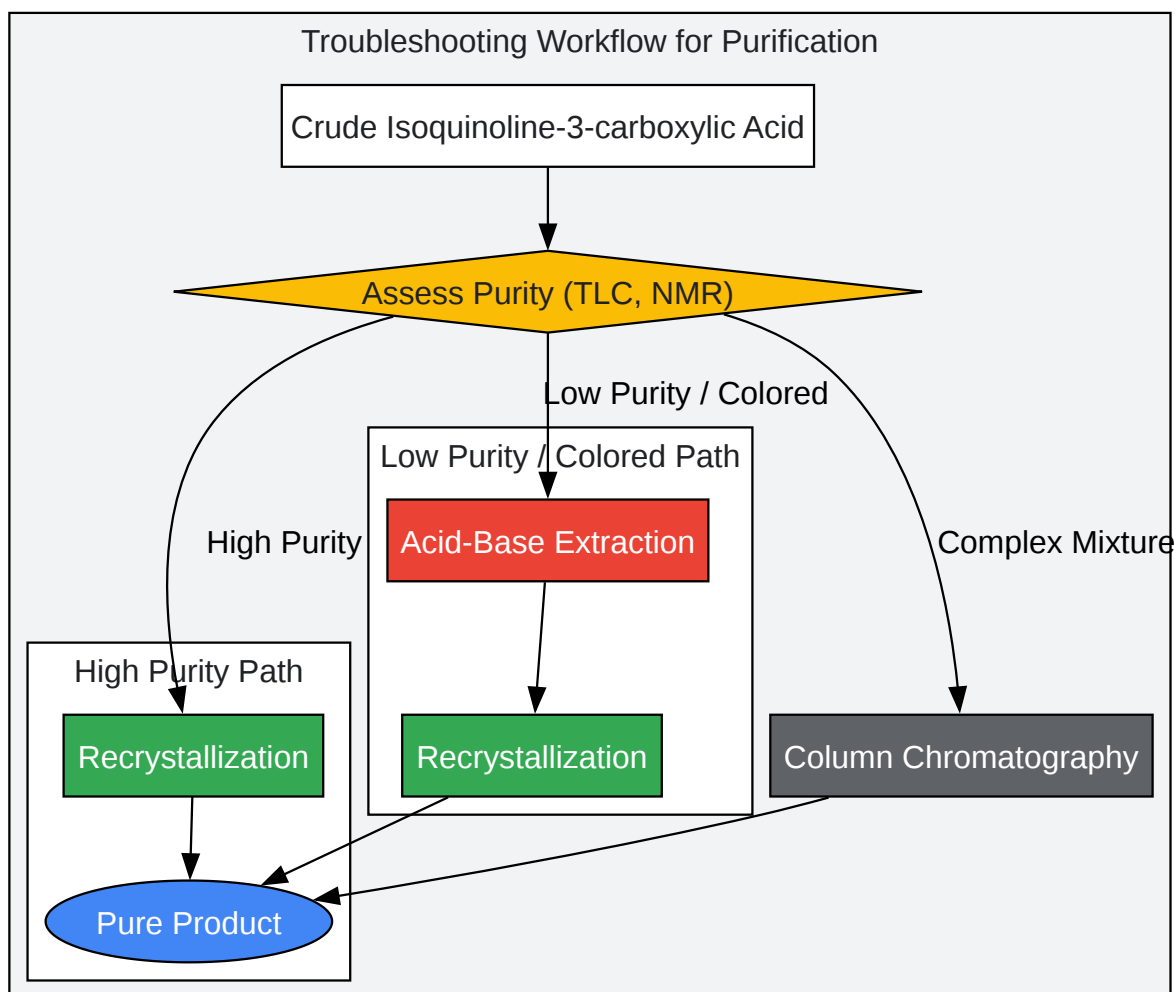 Troubleshooting Workflow for Purification
Crude Isoquinoline-3-carboxylic Acid
Assess Purity (TLC, NMR)
Low Purity / Colored
Low Purity / Colored Path
High Purity
Acid-Base Extraction
Complex Mixture
High Purity Path
Recrystallization
Recrystallization
Column Chromatography
Pure Product